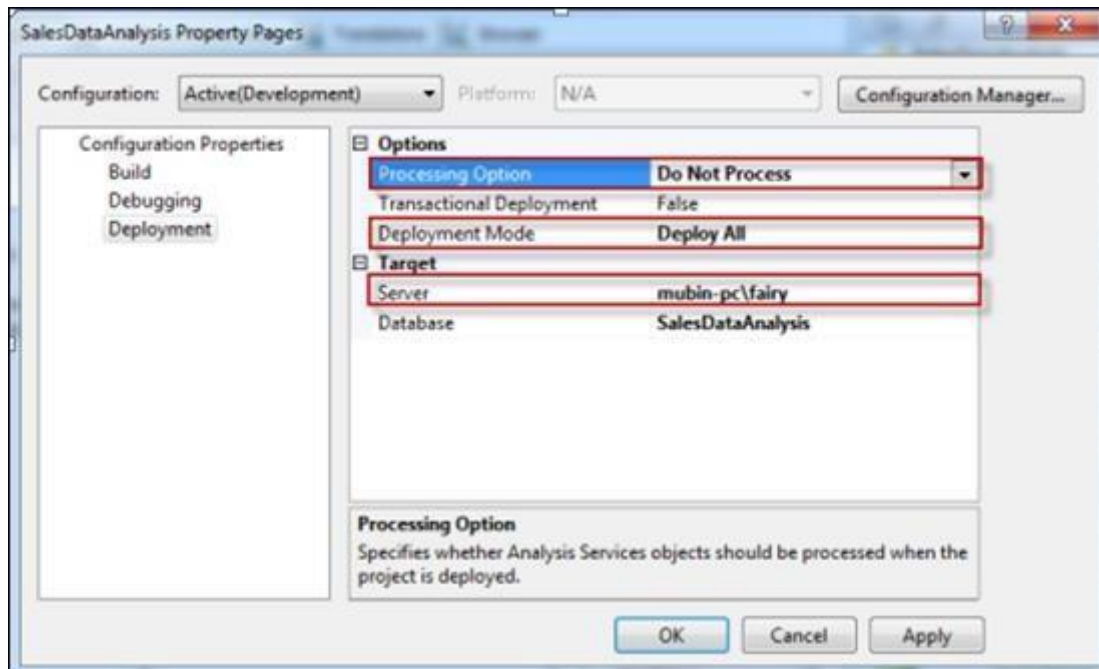 SalesDataAnalysis Property Pages
Configuration: Active(Development) Platform: N/A Configuration Manager...
Configuration Properties
Build
Debugging
Deployment
Options
Processing Option Do Not Process
Transactional Deployment False
Deployment Mode Deploy All
Target
Server mubin-pc\fairy
Database SalesDataAnalysis
Processing Option
Specifies whether Analysis Services objects should be processed when the
project is deployed.
OK Cancel Apply